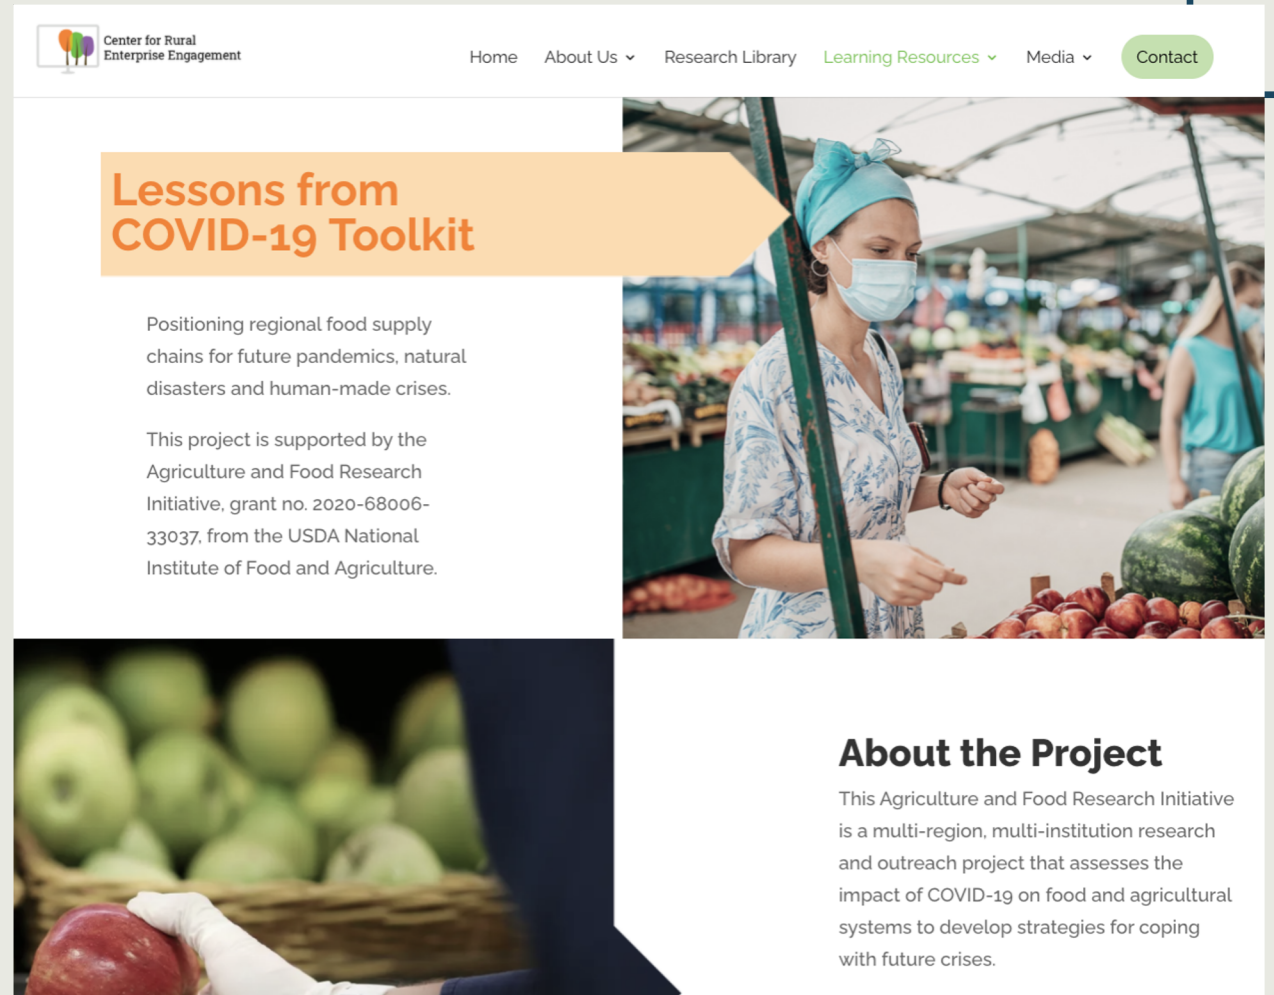 Center for Rural
Enterprise Engagement
Home
About Us
Research Library
Learning Resources
Media
Contact
Lessons from
COVID-19 Toolkit
Positioning regional food supply
chains for future pandemics, natural
disasters and human-made crises.
This project is supported by the
Agriculture and Food Research
Initiative, grant no. 2020-68006-
33037, from the USDA National
Institute of Food and Agriculture.
About the Project
This Agriculture and Food Research Initiative
is a multi-region, multi-institution research
and outreach project that assesses the
impact of COVID-19 on food and agricultural
systems to develop strategies for coping
with future crises.